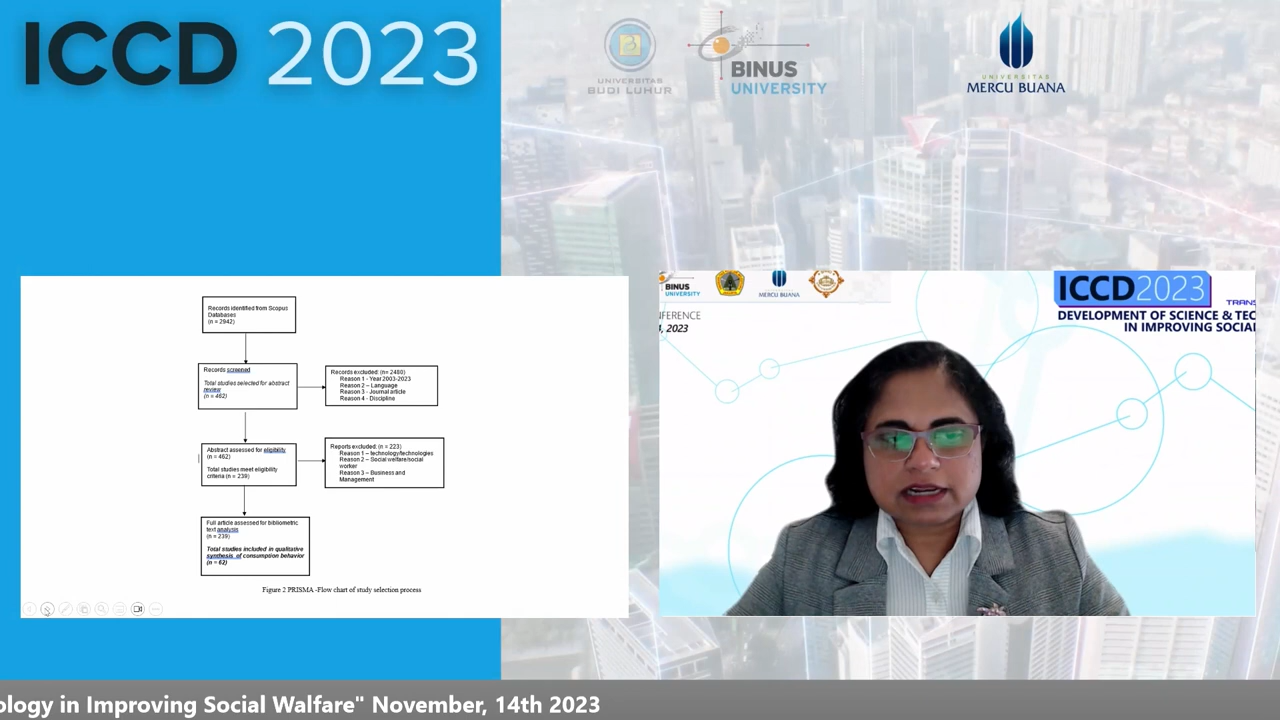 ICCD 2023
UNIVERSITAS
BUDI LUHUR
BINUS
UNIVERSITY
UNIVERSITAS
MERCU BUANA
Records identified from Scopus
Databases
(n = 2942)
Records screened
Total studies selected for abstract
review
(n = 462)
Records excluded: (n= 2480)
Reason 1 - Year 2003-2023
Reason 2 – Language
Reason 3 - Journal article
Reason 4 - Discipline
Abstract assessed for eligibility
(n = 462)
Total studies meet eligibility
criteria (n = 239)
Reports excluded: (n = 223)
Reason 1 – technology/technologies
Reason 2 – Social welfare/social
worker
Reason 3 – Business and
Management
Full article assessed for bibliometric
text analysis
(n = 239)
Total studies included in qualitative
synthesis of consumption behavior
(n = 62)
Figure 2 PRISMA -Flow chart of study selection process
BINUS
UNIVERSITY
MERCU BUANA
ICCD2023
TRANS
NFERENCE
, 2023
DEVELOPMENT OF SCIENCE & TEC
IN IMPROVING SOCIAL
ology in Improving Social Walfare" November, 14th 2023